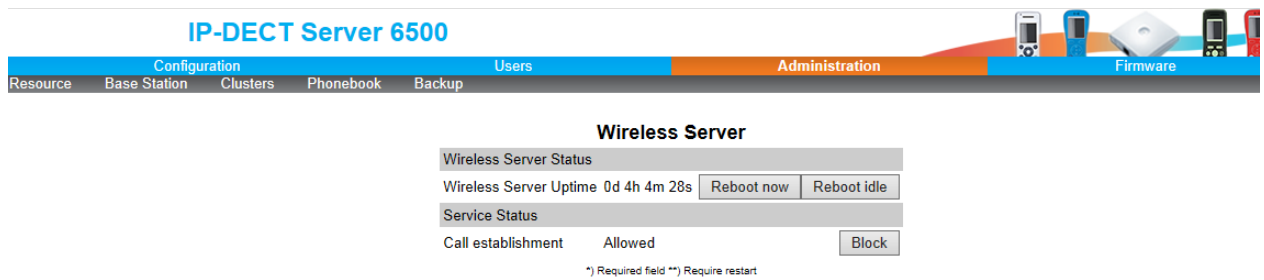 IP-DECT Server 6500
Configuration Users Administration Firmware
Resource Base Station Clusters Phonebook Backup
Wireless Server
Wireless Server Status
Wireless Server Uptime 0d 4h 4m 28s Reboot now Reboot idle
Service Status
Call establishment Allowed Block
*) Required field **) Require restart